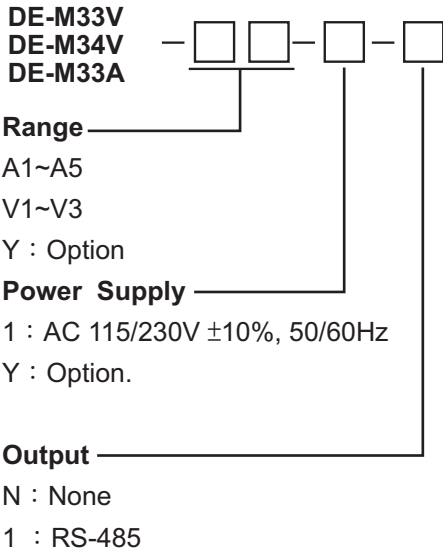 DE-M33V
DE-M34V
DE-M33A
Range
A1~A5
V1~V3
Y：Option
Power Supply
1：AC 115/230V ±10%, 50/60Hz
Y：Option.
Output
N：None
1：RS-485